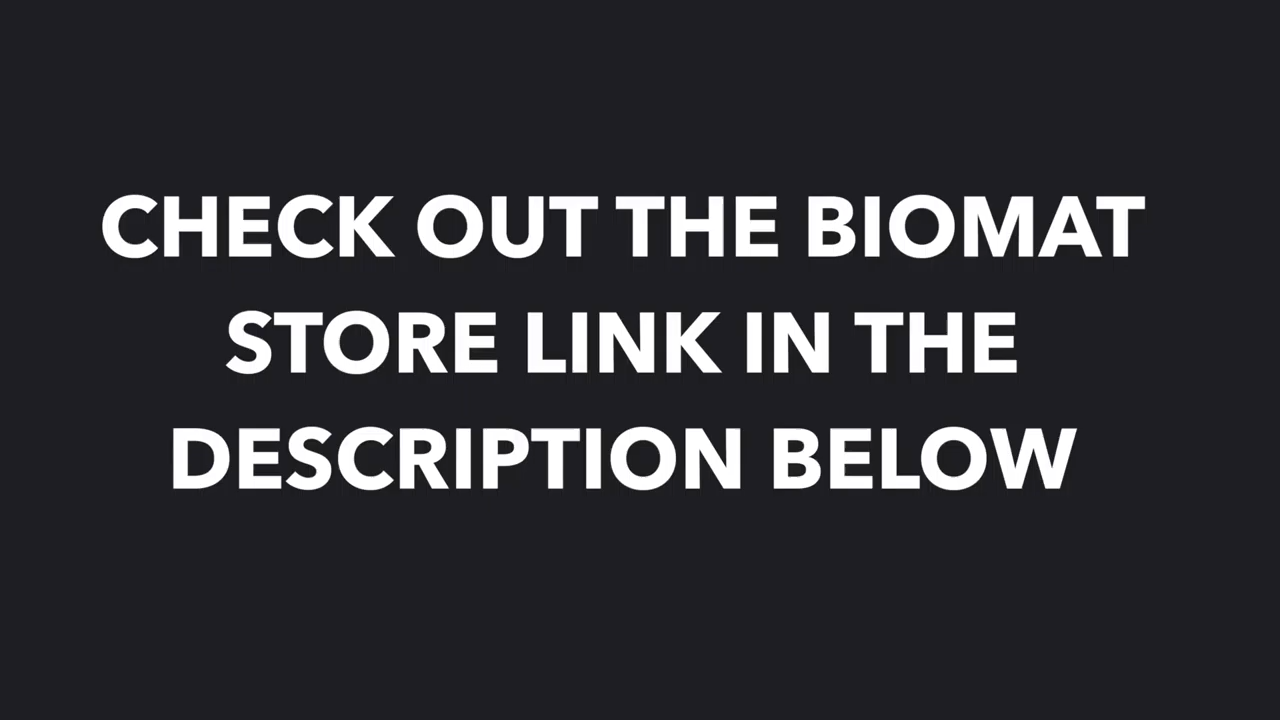 CHECK OUT THE BIOMAT
STORE LINK IN THE
DESCRIPTION BELOW